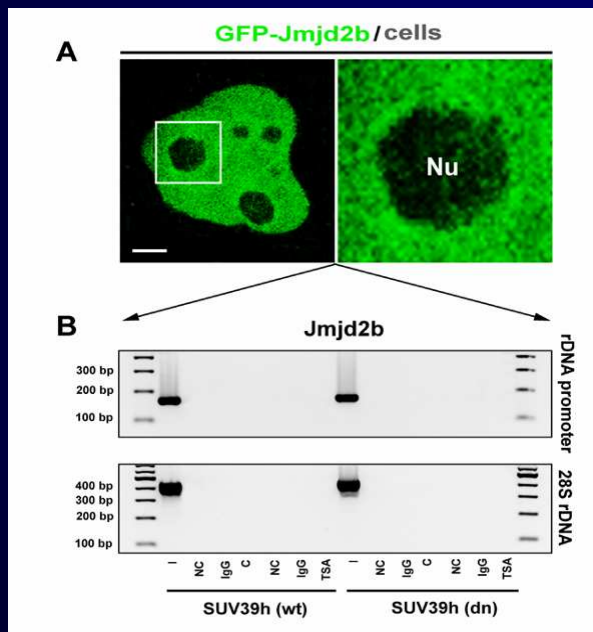 GFP-Jmjd2b/cells
A
Nu
B
Jmjd2b
300 bp
200 bp
100 bp
rDNA promoter
400 bp
300 bp
200 bp
100 bp
28S rDNA
I NC IgG C NC IgG TSA I NC IgG C NC IgG TSA
SUV39h (wt) SUV39h (dn)